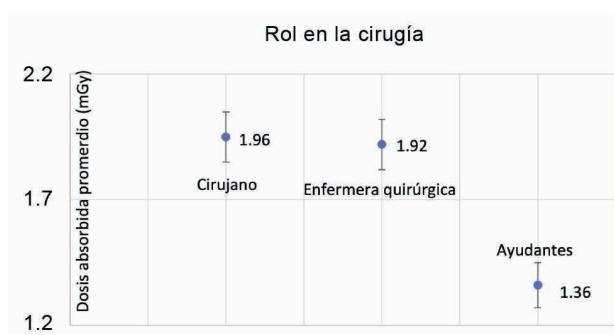 Rol en la cirugía
2.2
1.7
1.2
Dosis absorbida promerdio (mGy)
1.96
Cirujano
1.92
Enfermera quirúrgica
Ayudantes
1.36